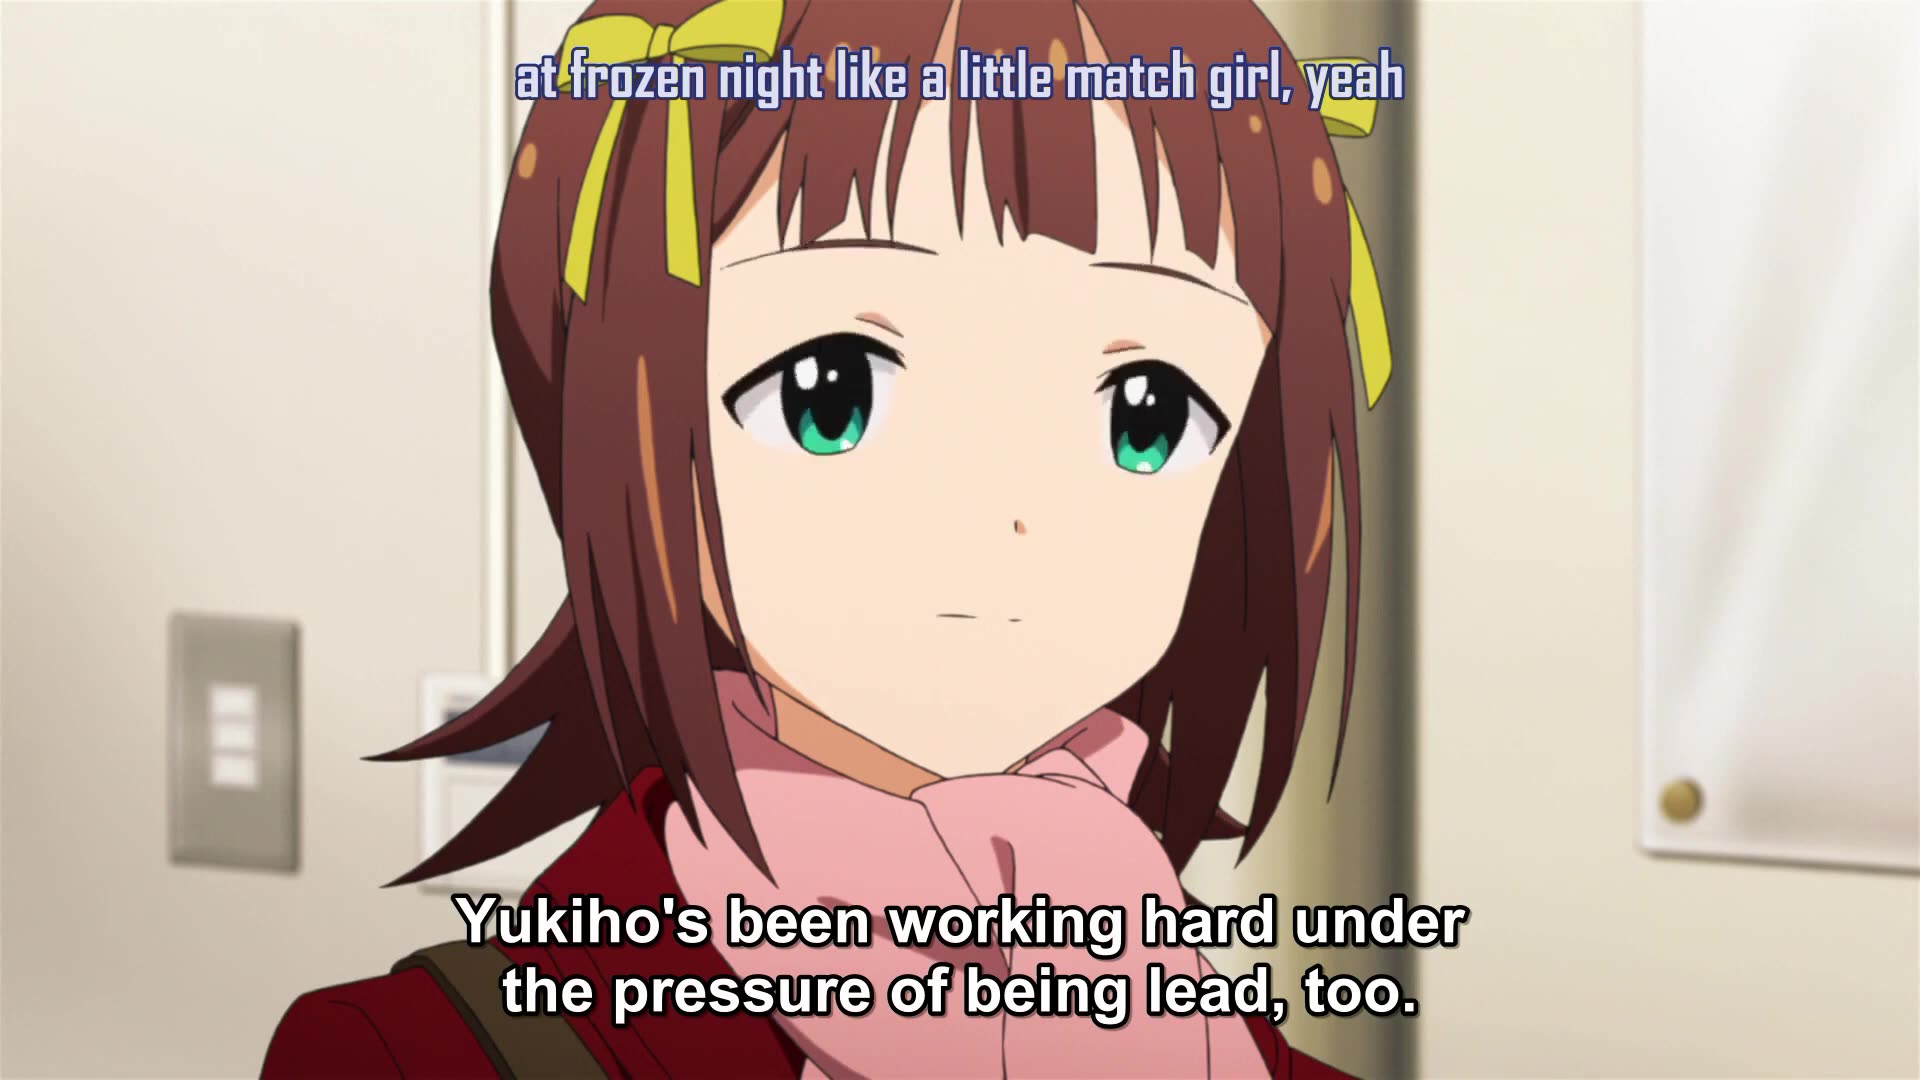 at frozen night like a little match girl, yeah
Yukiho's been working hard under
the pressure of being lead, too.